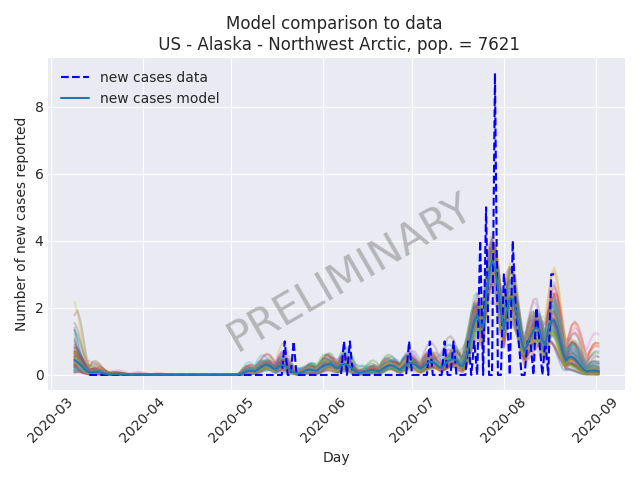 Model comparison to data
US - Alaska - Northwest Arctic, pop. = 7621
new cases data
new cases model
Number of new cases reported
8
6
4
2
0
PRELIMINARY
2020-03
2020-04
2020-05
2020-06
2020-07
2020-08
2020-09
Day